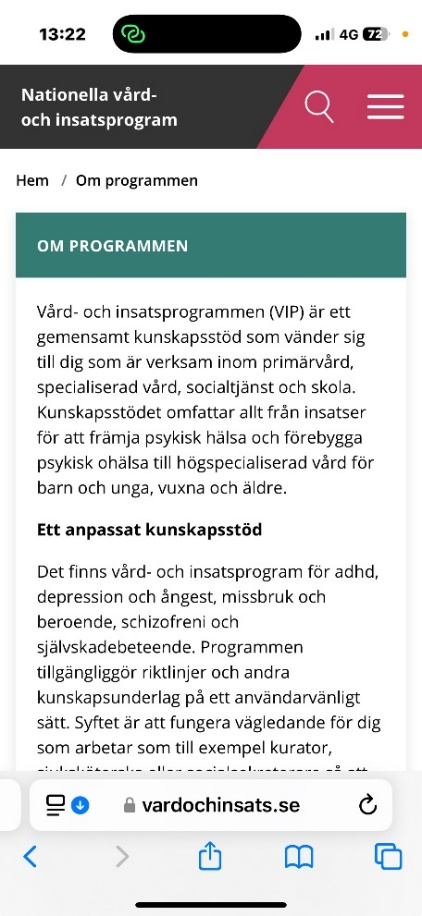 13:22
4G 72
Nationella vård-
och insatsprogram
Hem / Om programmen
OM PROGRAMMEN
Vård- och insatsprogrammen (VIP) är ett
gemensamt kunskapsstöd som vänder sig
till dig som är verksam inom primärvård,
specialiserad vård, socialtjänst och skola.
Kunskapsstödet omfattar allt från insatser
för att främja psykisk hälsa och förebygga
psykisk ohälsa till högspecialiserad vård för
barn och unga, vuxna och äldre.
Ett anpassat kunskapsstöd
Det finns vård- och insatsprogram för adhd,
depression och ångest, missbruk och
beroende, schizofreni och
självskadebeteende. Programmen
tillgängliggör riktlinjer och andra
kunskapsunderlag på ett användarvänligt
sätt. Syftet är att fungera vägledande för dig
som arbetar som till exempel kurator,
vardochinsats.se